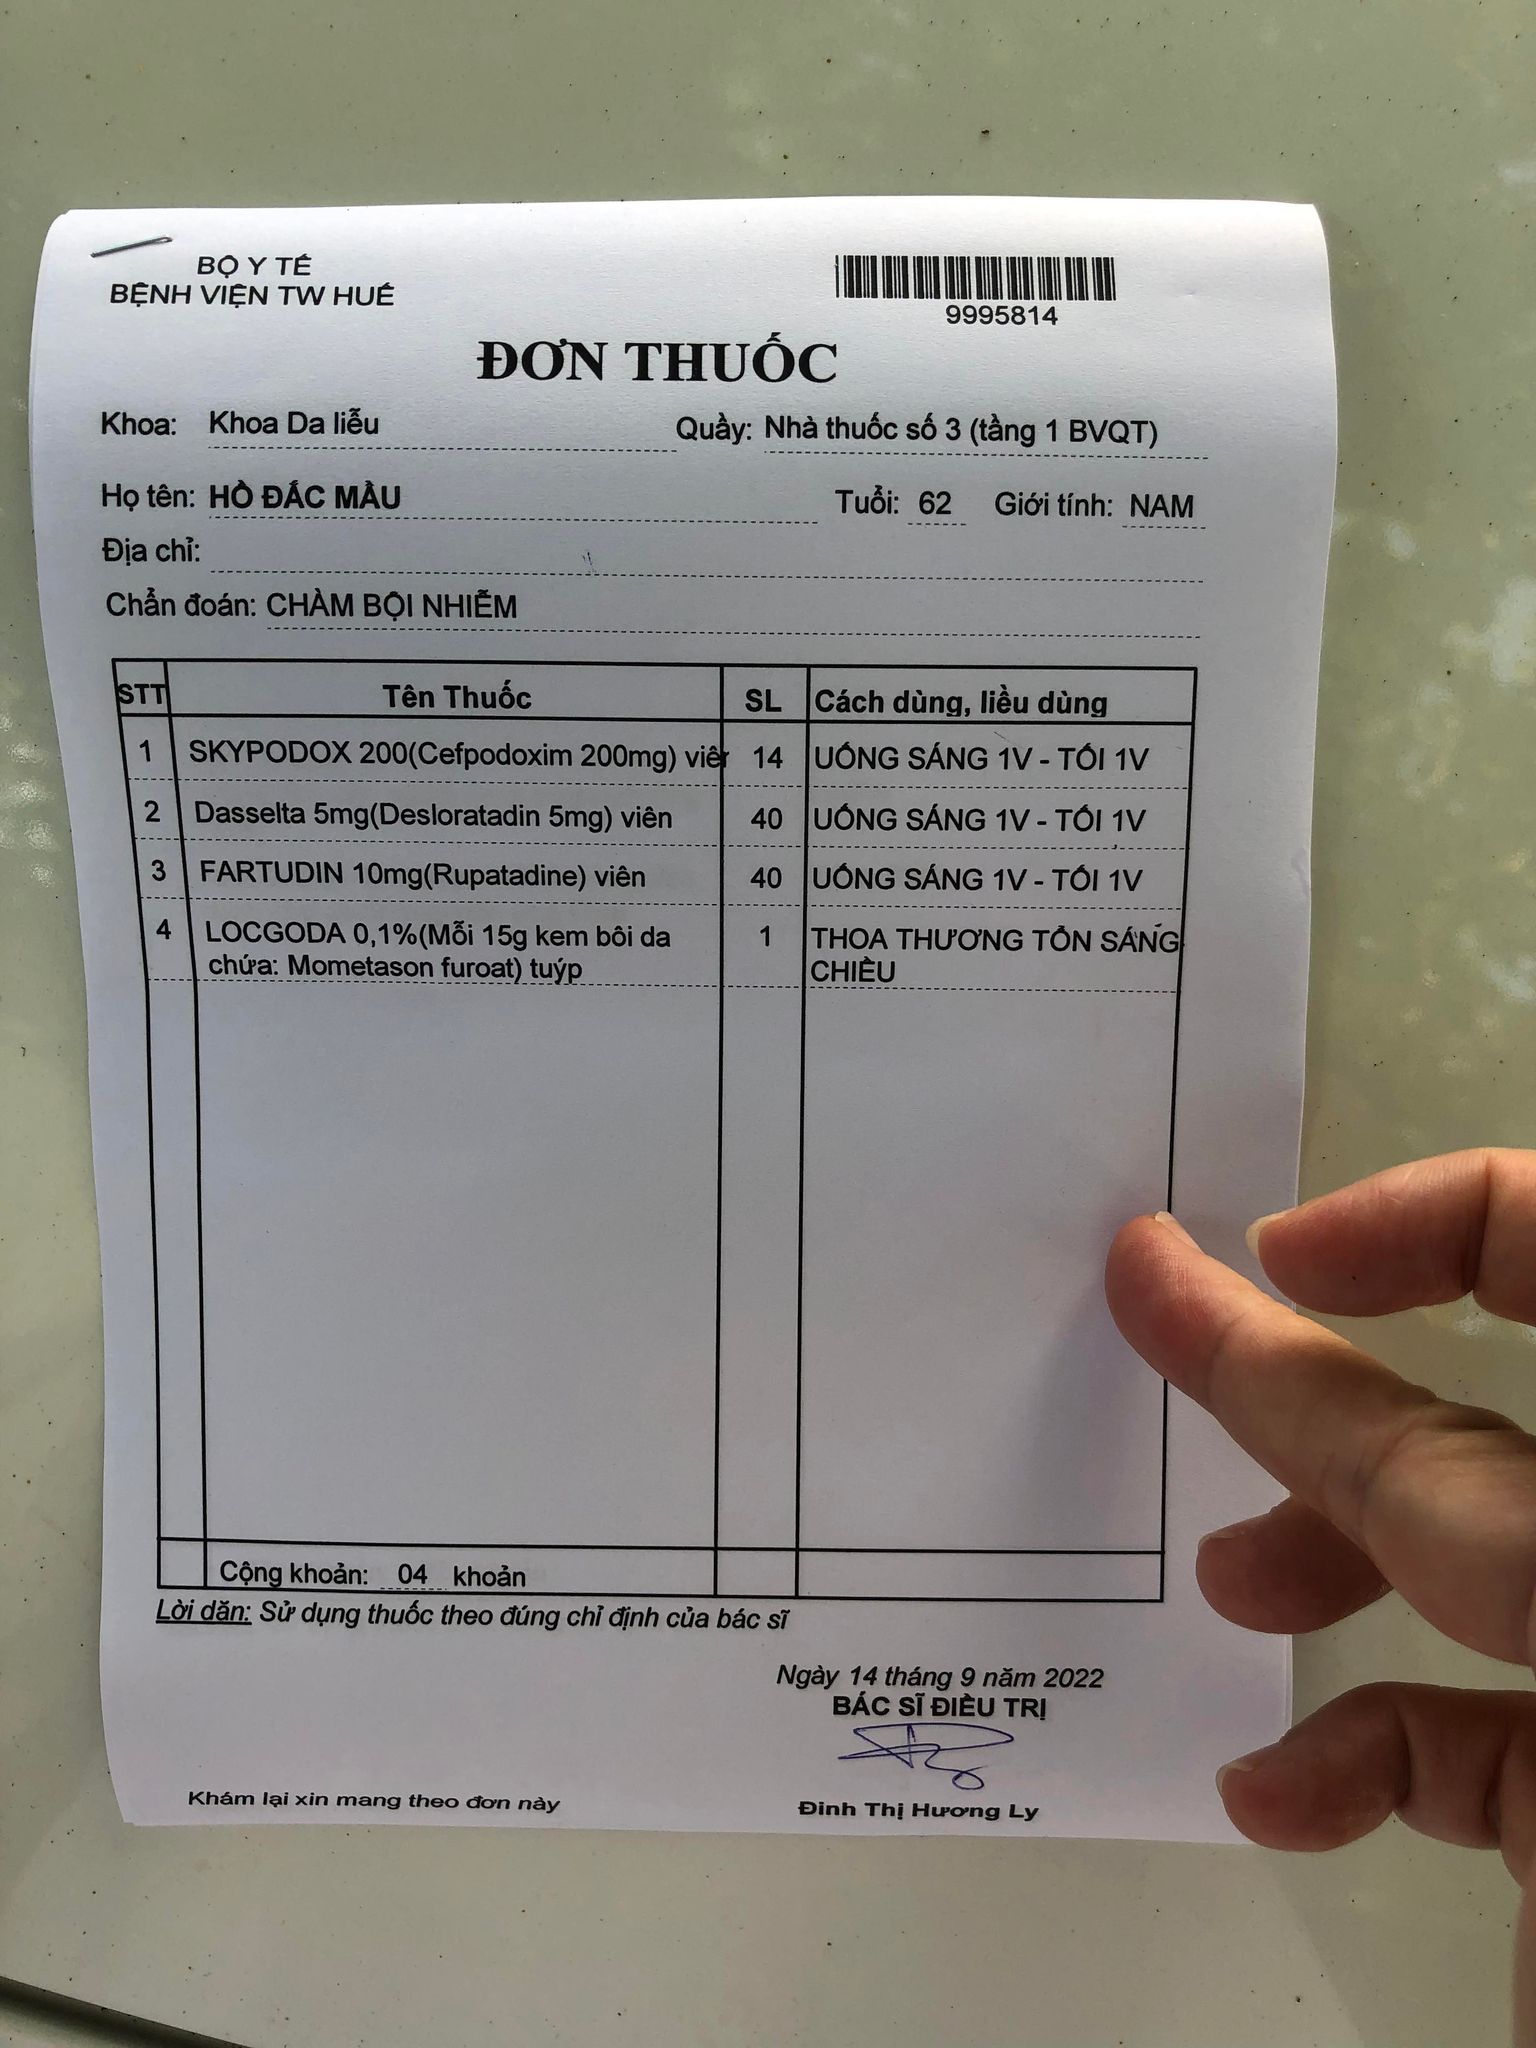 BỘ Y TẾ
BỆNH VIỆN TW HUẾ
9995814
ĐƠN THUỐC
Khoa: Khoa Da liễu Quầy: Nhà thuốc số 3 (tầng 1 BVQT)
Họ tên: HỒ ĐẮC MẦU Tuổi: 62 Giới tính: NAM
Địa chỉ:
Chẩn đoán: CHÀM BỘI NHIỄM
STT Tên Thuốc SL Cách dùng, liều dùng
1 SKYPODOX 200(Cefpodoxim 200mg) viên 14 UỐNG SÁNG 1V - TỐI 1V
2 Dasselta 5mg(Desloratadin 5mg) viên 40 UỐNG SÁNG 1V - TỐI 1V
3 FARTUDIN 10mg(Rupatadine) viên 40 UỐNG SÁNG 1V - TỐI 1V
4 LOCGODA 0,1%(Mỗi 15g kem bôi da 1 THOA THƯƠNG TỔN SÁNG
chứa: Mometason furoat) tuýp CHIỀU
Cộng khoản: 04 khoản
Lời dăn: Sử dụng thuốc theo đúng chỉ định của bác sĩ
Ngày 14 tháng 9 năm 2022
BÁC SĨ ĐIỀU TRỊ
Khám lại xin mang theo đơn này Đinh Thị Hương Ly